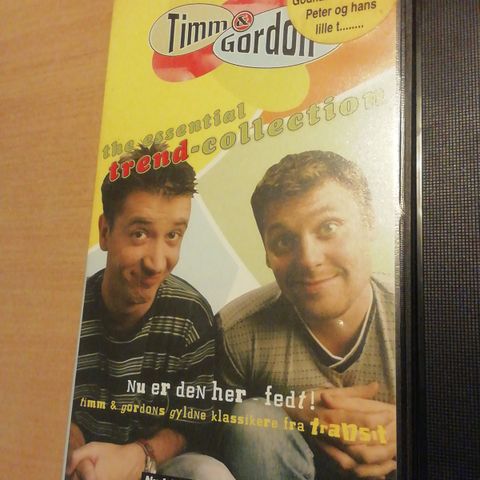 Timm &
Gordon
Peter og hans
lille t........
the essential
trend-collection
Nu er den her - fedt!
timm & gordons gyldne klassikere fra transit